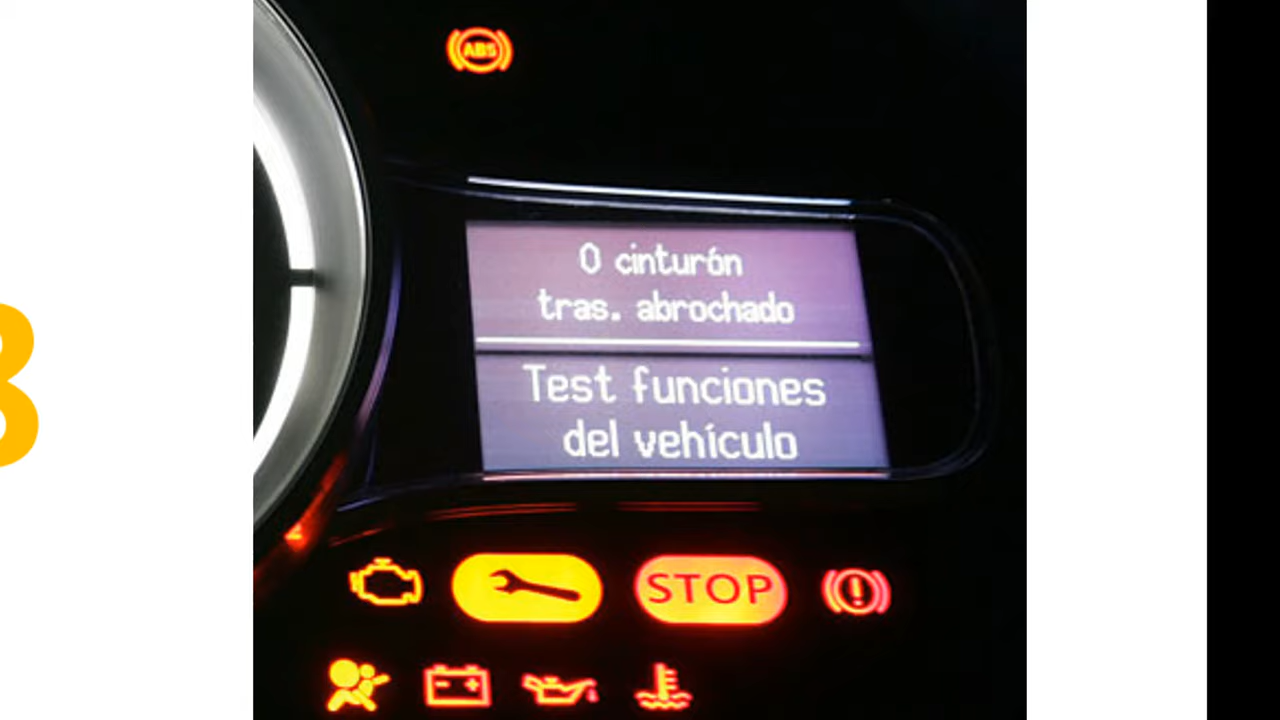 ABS
0 cinturón
tras. abrochado
Test funciones
del vehículo
STOP